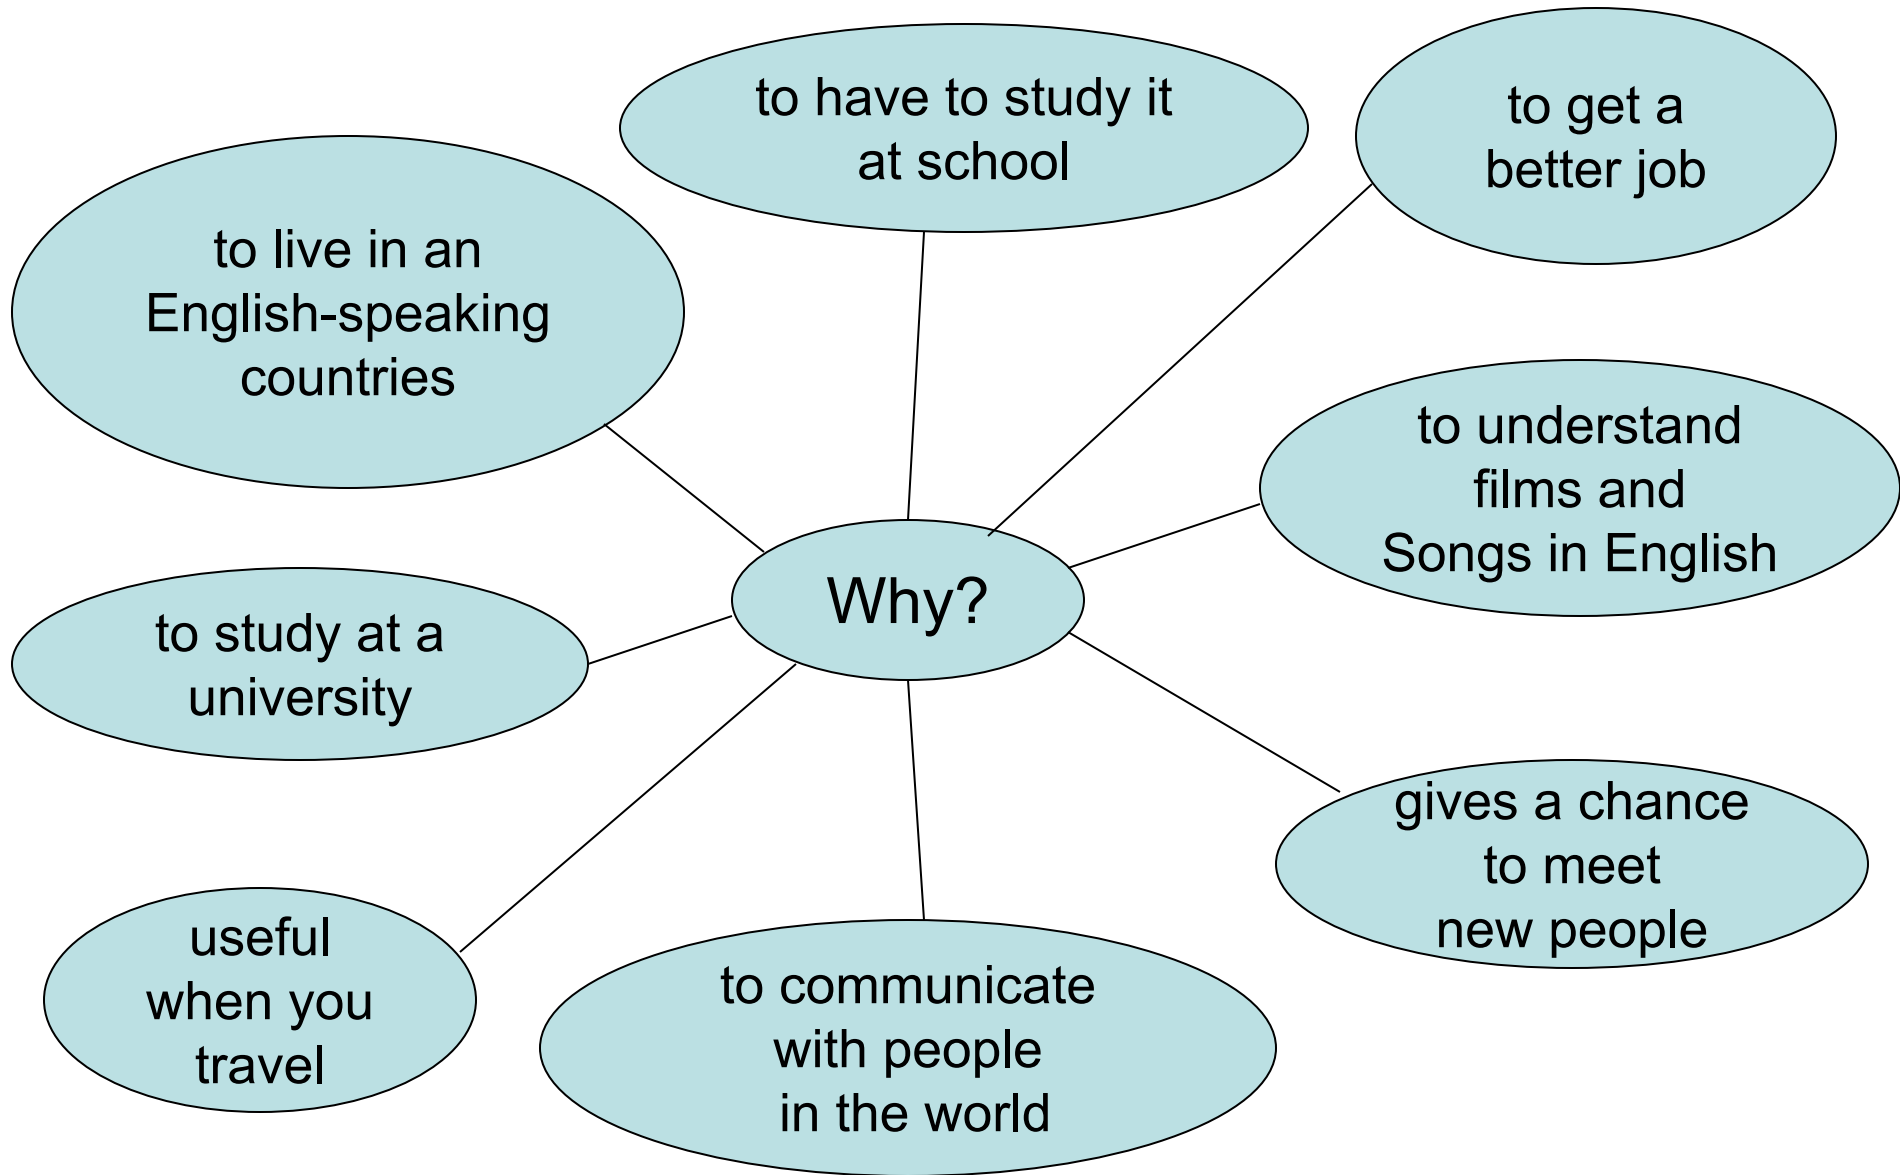 to have to study it
at school
to get a
better job
to live in an
English-speaking
countries
to understand
films and
Songs in English
Why?
to study at a
university
gives a chance
to meet
new people
useful
when you
travel
to communicate
with people
in the world